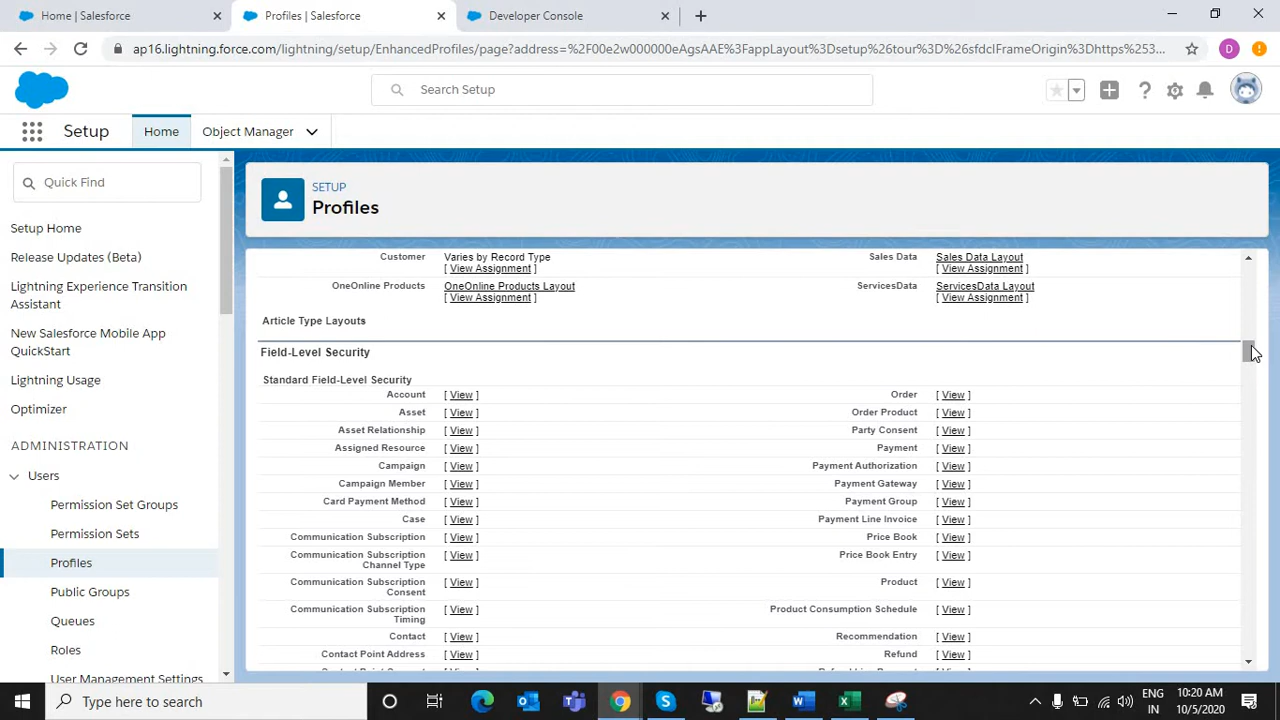 Home | Salesforce
Profiles | Salesforce
Developer Console
ap16.lightning.force.com/lightning/setup/EnhancedProfiles/page?address=%2F00e2w000000eAgsAAE%3FappLayout%3Dsetup%26tour%3D%26sfdcIFrameOrigin%3Dhttps%253...
D
Search Setup
Setup
Home
Object Manager
Quick Find
Setup Home
Release Updates (Beta)
Lightning Experience Transition
Assistant
New Salesforce Mobile App
QuickStart
Lightning Usage
Optimizer
ADMINISTRATION
Users
Permission Set Groups
Permission Sets
Profiles
Public Groups
Queues
Roles
User Management Settings
SETUP
Profiles
Customer Varies by Record Type Sales Data Sales Data Layout
[ View Assignment ] [ View Assignment ]
OneOnline Products OneOnline Products Layout ServicesData ServicesData Layout
[ View Assignment ] [ View Assignment ]
Article Type Layouts
Field-Level Security
Standard Field-Level Security
Account [ View ] Order [ View ]
Asset [ View ] Order Product [ View ]
Asset Relationship [ View ] Party Consent [ View ]
Assigned Resource [ View ] Payment [ View ]
Campaign [ View ] Payment Authorization [ View ]
Campaign Member [ View ] Payment Gateway [ View ]
Card Payment Method [ View ] Payment Group [ View ]
Case [ View ] Payment Line Invoice [ View ]
Communication Subscription [ View ] Price Book [ View ]
Communication Subscription [ View ] Price Book Entry [ View ]
Channel Type
Communication Subscription [ View ] Product [ View ]
Consent
Communication Subscription [ View ] Product Consumption Schedule [ View ]
Timing
Contact [ View ] Recommendation [ View ]
Contact Point Address [ View ] Refund [ View ]
Type here to search
ENG
IN
10:20 AM
10/5/2020